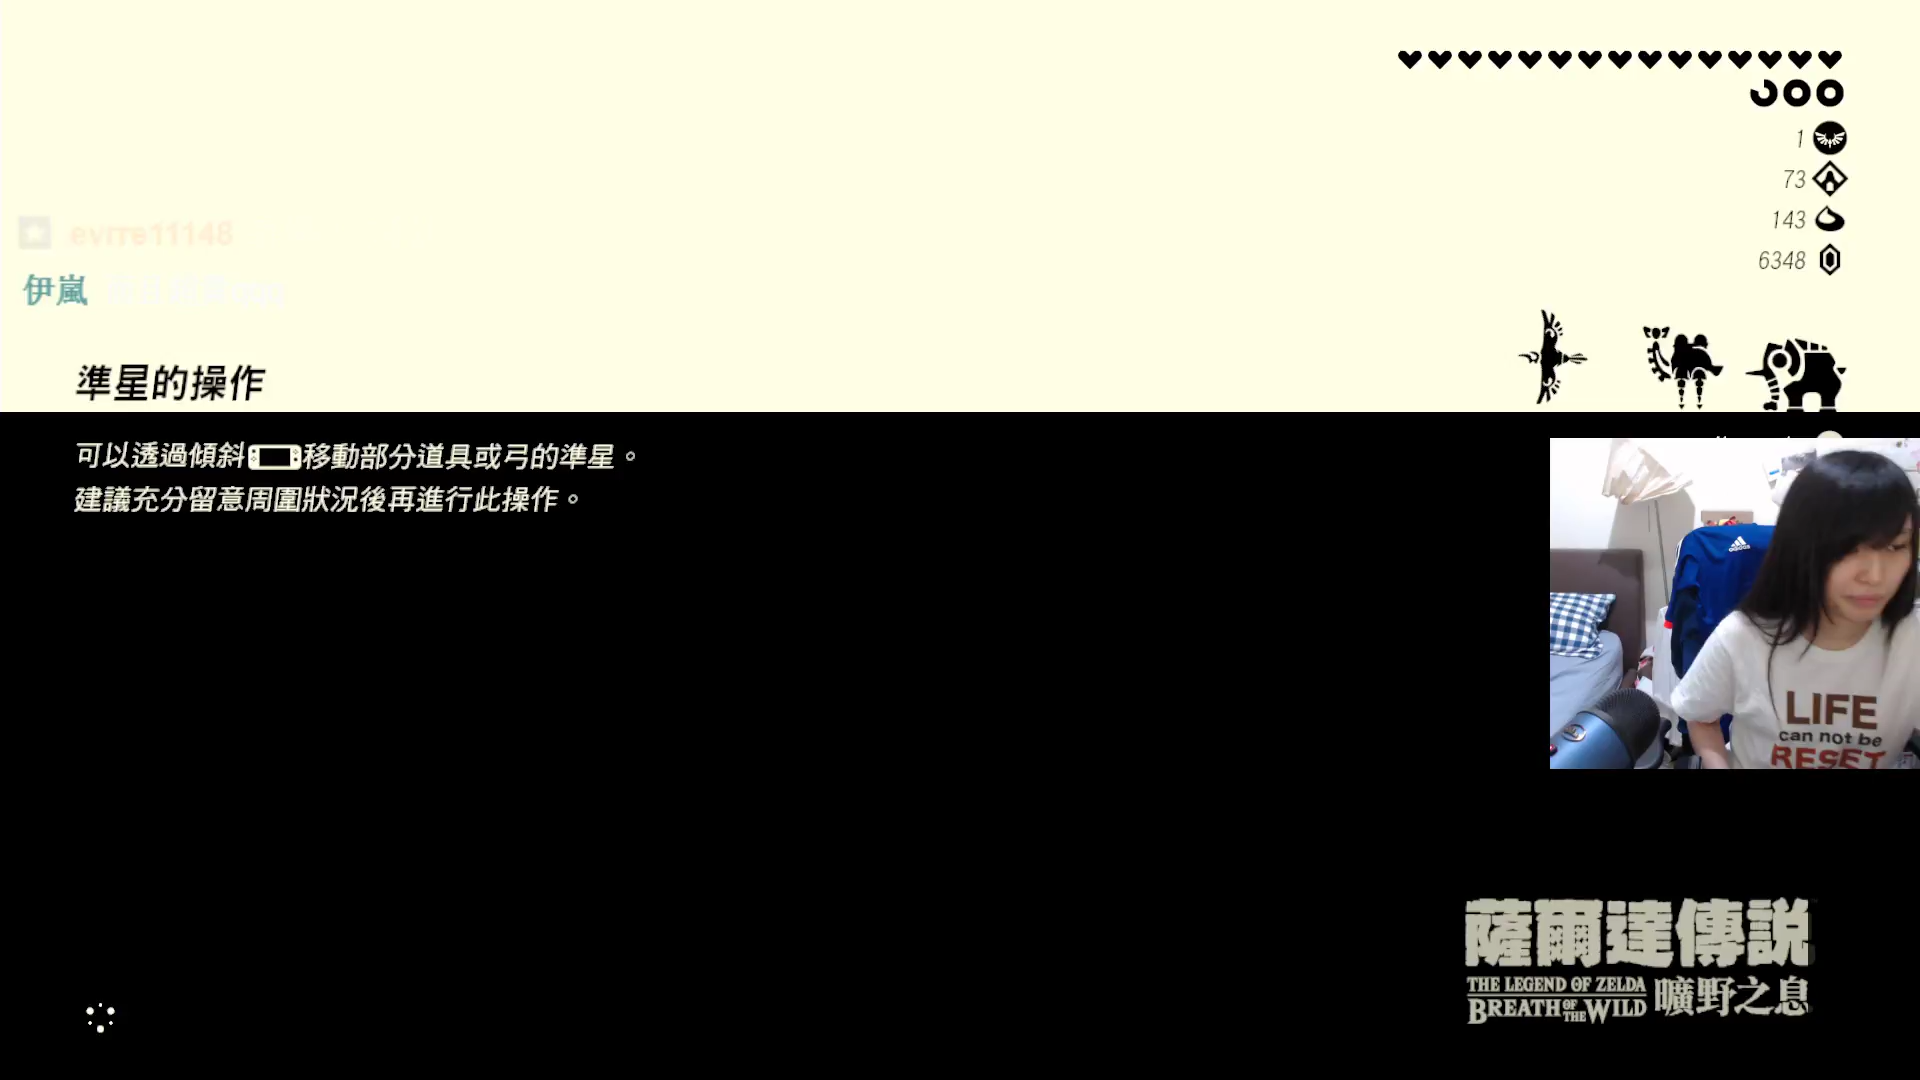 1
73
143
6348
evrre11148
伊嵐
準星的操作
可以透過傾斜移動部分道具或弓的準星。
建議充分留意周圍狀況後再進行此操作。
adidas
LIFE
can not be
RESET
薩爾達傳説
THE LEGEND OF ZELDA
BREATH OF THE WILD 曠野之息